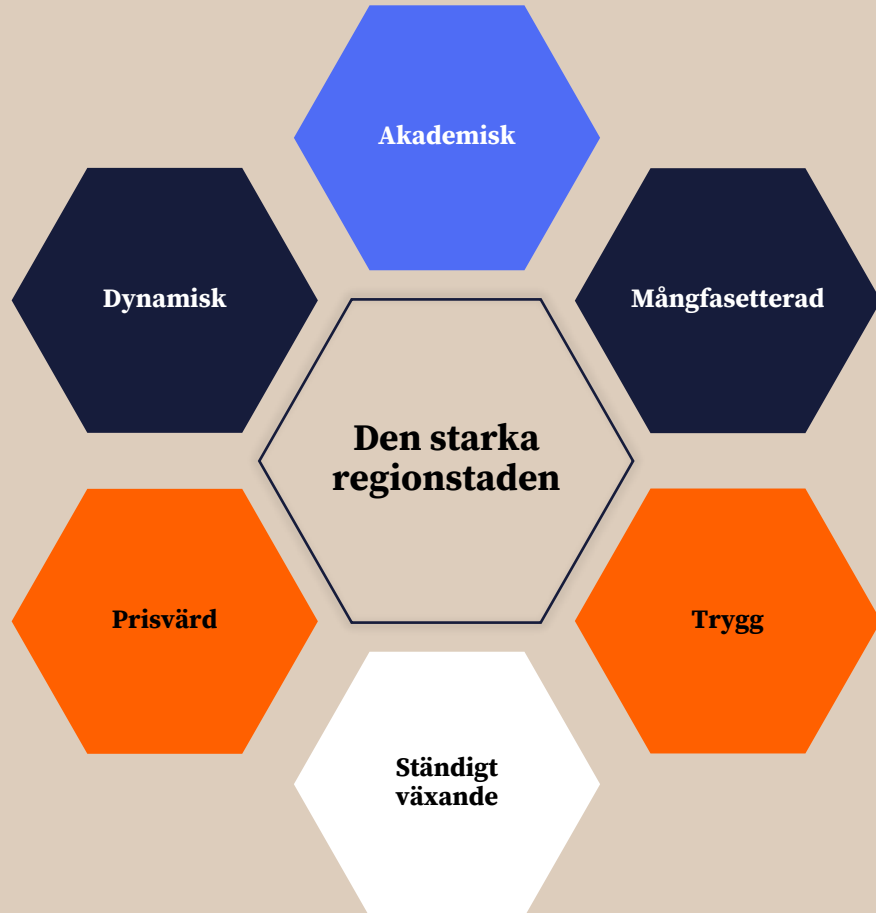 Akademisk
Dynamisk
Mångfasetterad
Den starka
regionstaden
Prisvärd
Trygg
Ständigt
växande